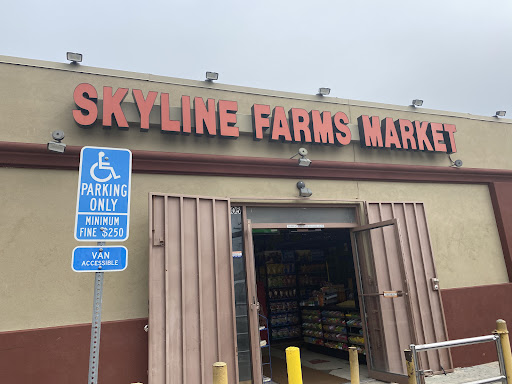 SKYLINE FARMS MARKET
PARKING
ONLY
MINIMUM
FINE $250
VAN
ACCESSIBLE